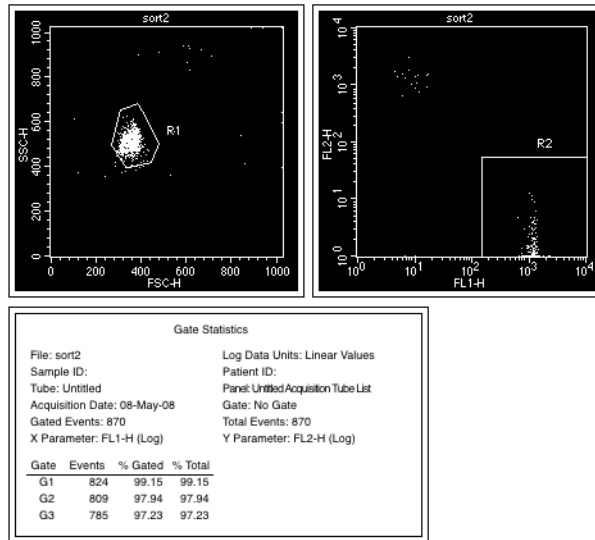 sort2
1000
800
600
400
200
0
SSC-H
R1
0 200 400 600 800 1000
FSC-H
sort2
10^4
10^3
10^2
10^1
10^0
FL2-H
R2
10^0 10^1 10^2 10^3 10^4
FL1-H
Gate Statistics
File: sort2 Log Data Units: Linear Values
Sample ID: Patient ID:
Tube: Untitled Panel: Untitled Acquisition Tube List
Acquisition Date: 08-May-08 Gate: No Gate
Gated Events: 870 Total Events: 870
X Parameter: FL1-H (Log) Y Parameter: FL2-H (Log)
Gate Events % Gated % Total
G1 824 99.15 99.15
G2 809 97.94 97.94
G3 785 97.23 97.23